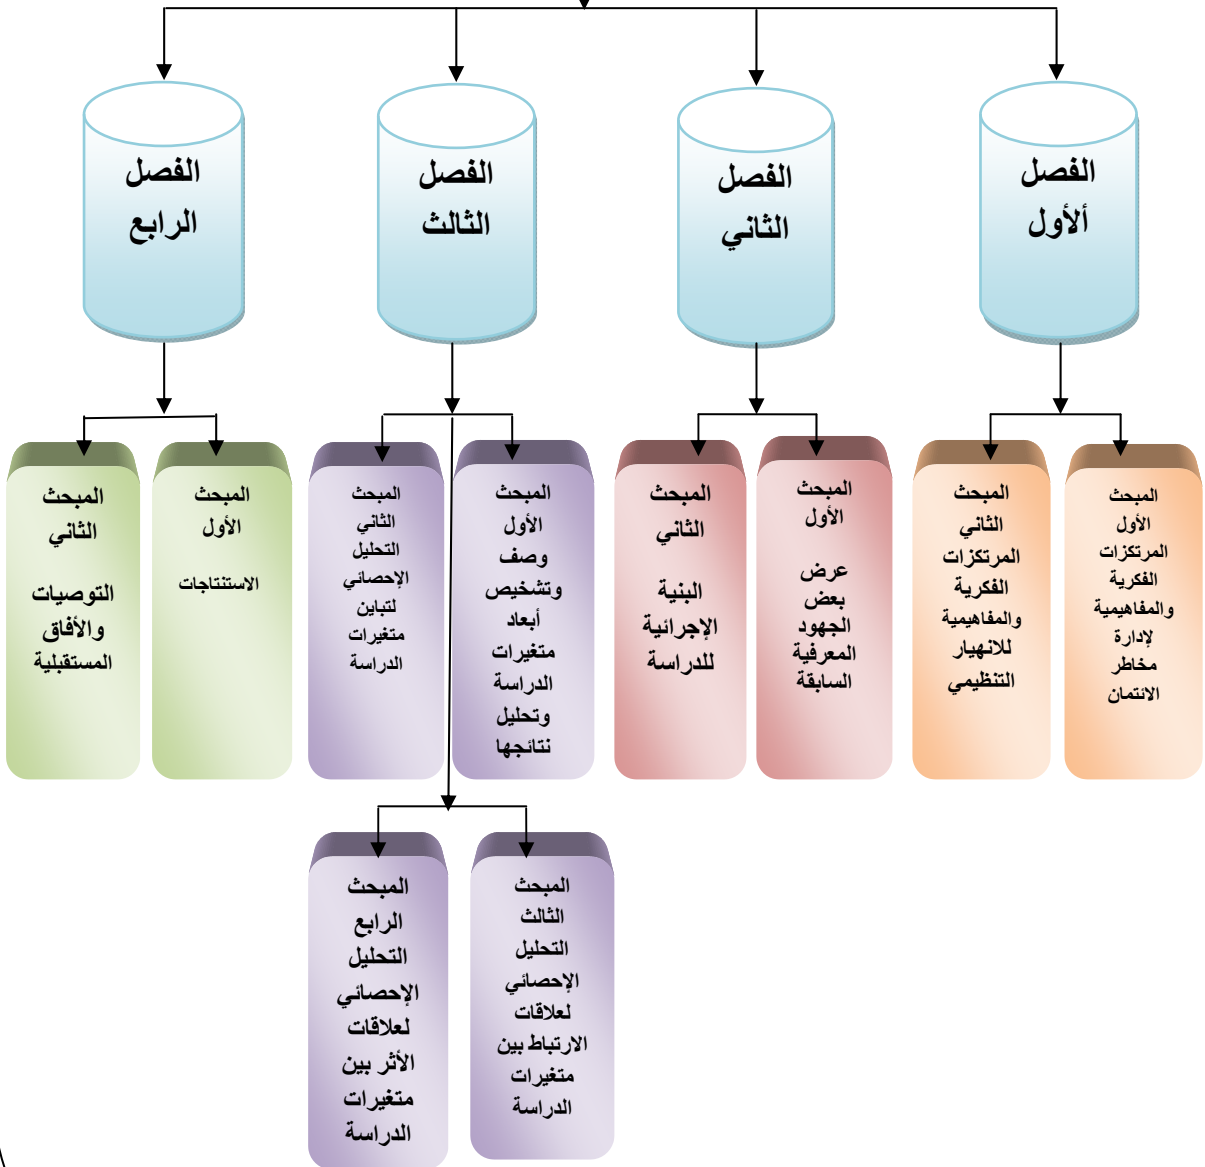 الفصل
ألأول
الفصل
الثاني
الفصل
الثالث
الفصل
الرابع
المبحث
الأول
المرتكزات
الفكرية
والمفاهيمية
لإدارة
مخاطر
الائتمان
المبحث
الثاني
المرتكزات
الفكرية
والمفاهيمية
للانهيار
التنظيمي
المبحث
الأول
عرض
بعض
الجهود
المعرفية
السابقة
المبحث
الثاني
البنية
الإجرائية
للدراسة
المبحث
الأول
وصف
وتشخيص
أبعاد
متغيرات
الدراسة
وتحليل
نتائجها
المبحث
الثاني
التحليل
الإحصائي
لتباين
متغيرات
الدراسة
المبحث
الثالث
التحليل
الإحصائي
لعلاقات
الارتباط بين
متغيرات
الدراسة
المبحث
الرابع
التحليل
الإحصائي
لعلاقات
الأثر بين
متغيرات
الدراسة
المبحث
الأول
الاستنتاجات
المبحث
الثاني
التوصيات
والأفاق
المستقبلية